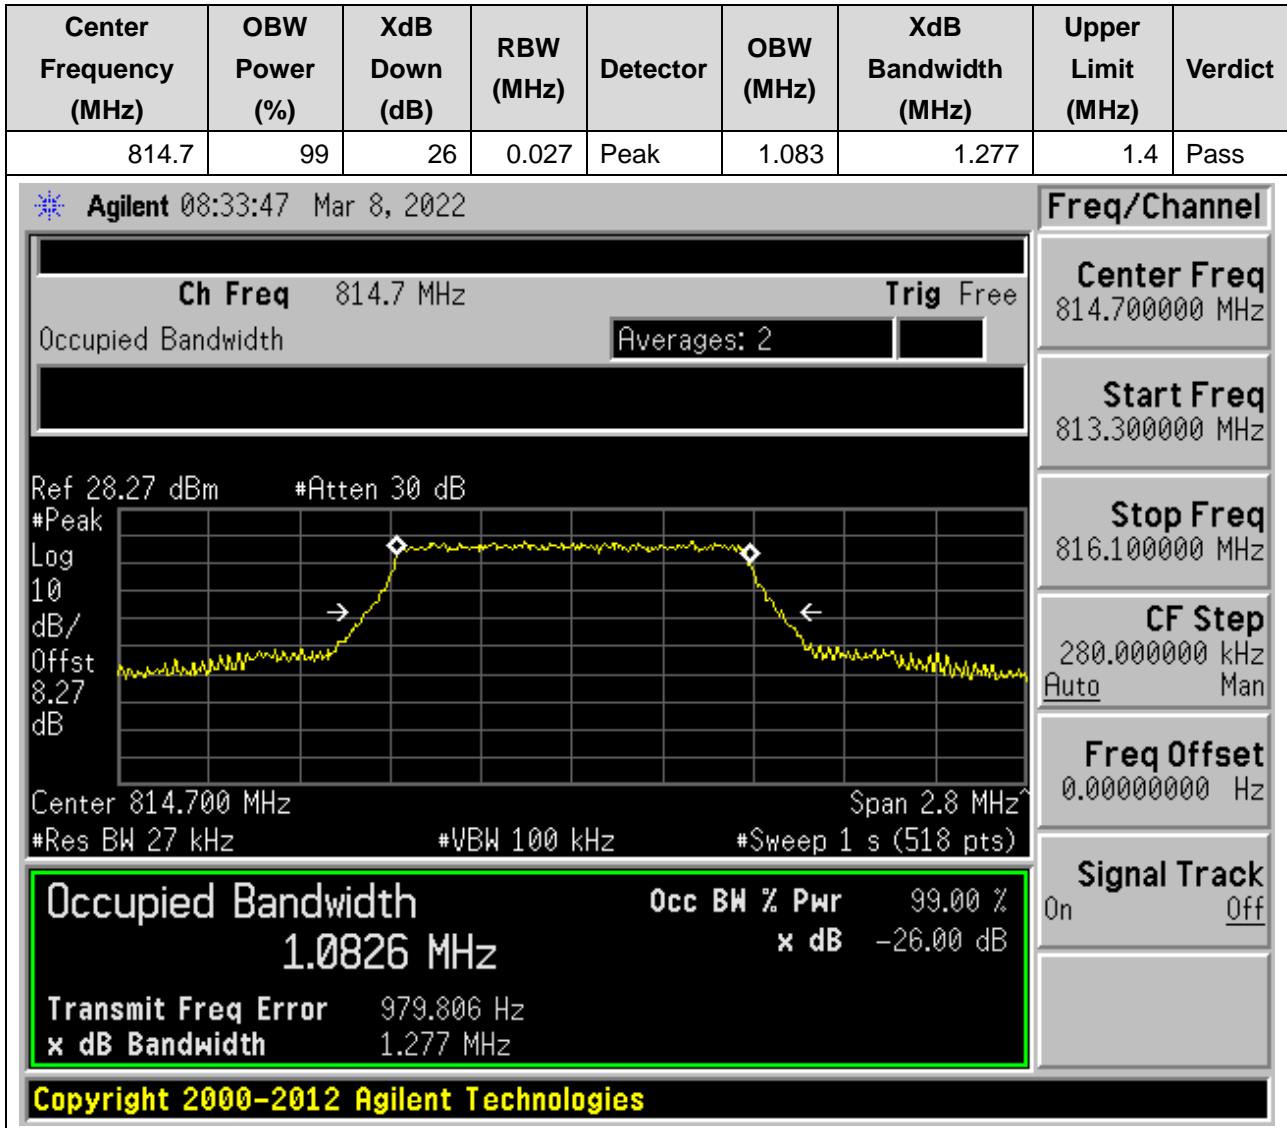 Center Frequency (MHz) OBW Power (%) XdB Down (dB) RBW (MHz) Detector OBW (MHz) XdB Bandwidth (MHz) Upper Limit (MHz) Verdict
814.7 99 26 0.027 Peak 1.083 1.277 1.4 Pass
Agilent 08:33:47 Mar 8, 2022
Ch Freq 814.7 MHz Trig Free
Occupied Bandwidth Averages: 2
Ref 28.27 dBm #Atten 30 dB
#Peak
Log
10
dB/
Offst
8.27
dB
Center 814.700 MHz Span 2.8 MHz^
#Res BW 27 kHz #VBW 100 kHz #Sweep 1 s (518 pts)
Occupied Bandwidth Occ BW % Pwr 99.00 %
1.0826 MHz x dB -26.00 dB
Transmit Freq Error 979.806 Hz
x dB Bandwidth 1.277 MHz
Copyright 2000-2012 Agilent Technologies
Freq/Channel
Center Freq
814.700000 MHz
Start Freq
813.300000 MHz
Stop Freq
816.100000 MHz
CF Step
280.000000 kHz
Auto Man
Freq Offset
0.00000000 Hz
Signal Track
On Off